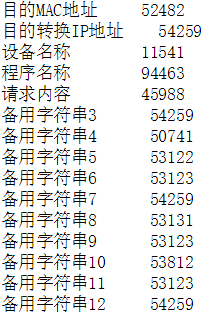 目的MAC地址 52482
目的转换IP地址 54259
设备名称 11541
程序名称 94463
请求内容 45988
备用字符串3 54259
备用字符串4 50741
备用字符串5 53122
备用字符串6 53123
备用字符串7 54259
备用字符串8 53131
备用字符串9 53123
备用字符串10 53812
备用字符串11 53123
备用字符串12 54259